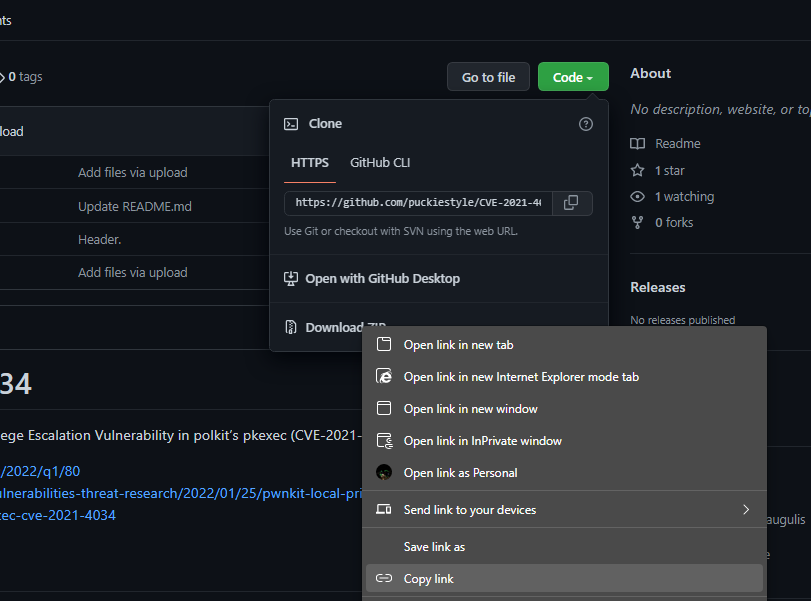 nts
0 tags
Go to file
Code
About
No description, website, or to
load
Clone
HTTPS
GitHub CLI
https://github.com/puckiestyle/CVE-2021-4
Use Git or checkout with SVN using the web URL.
Open with GitHub Desktop
Download ZIP
Add files via upload
Update README.md
Header.
Add files via upload
Readme
1 star
1 watching
0 forks
Releases
No releases published
34
ege Escalation Vulnerability in polkit’s pkexec (CVE-2021-
/2022/q1/80
ulnerabilities-threat-research/2022/01/25/pwnkit-local-pri
ec-cve-2021-4034
Open link in new tab
Open link in new Internet Explorer mode tab
Open link in new window
Open link in InPrivate window
Open link as Personal
Send link to your devices
Save link as
Copy link
augulis
e